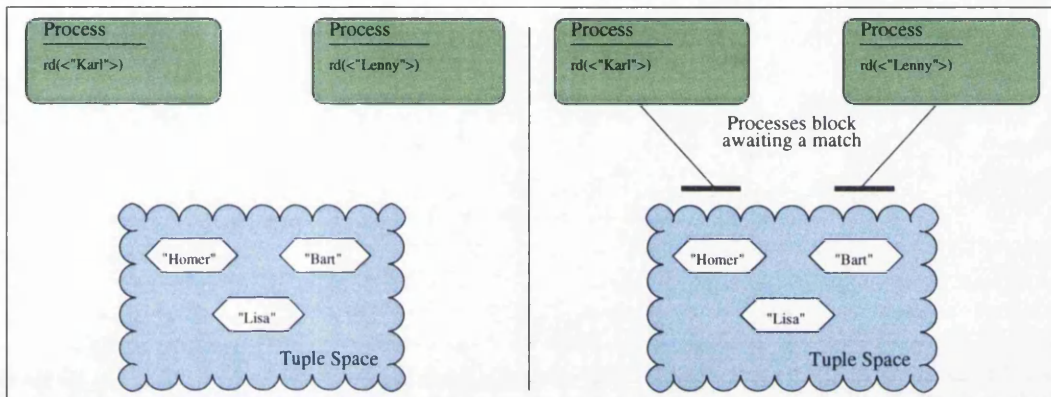 Process
rd(<"Karl">)
Process
rd(<"Lenny">)
"Homer"
"Bart"
"Lisa"
Tuple Space
Process
rd(<"Karl">)
Process
rd(<"Lenny">)
Processes block
awaiting a match
"Homer"
"Bart"
"Lisa"
Tuple Space